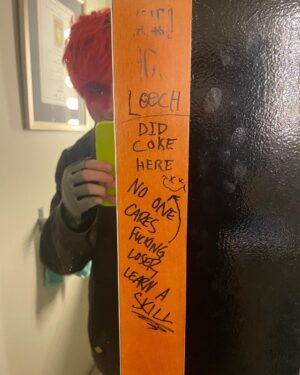 LOOCH
DID
COKE
HERE
NO ONE
CARES
FUCKING
LOSER
LEARN A
SKILL